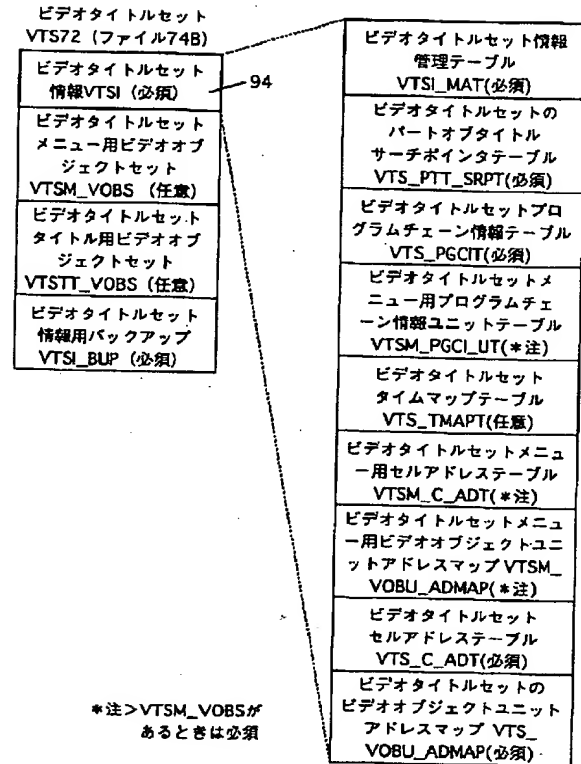 ビデオタイトルセット
VTS72（ファイル74B）
ビデオタイトルセット
情報VTSI（必須）
94
ビデオタイトルセット
メニュー用ビデオオブ
ジェクトセット
VTSM_VOBS（任意）
ビデオタイトルセット
タイトル用ビデオオブ
ジェクトセット
VTSTT_VOBS（任意）
ビデオタイトルセット
情報用バックアップ
VTSI_BUP（必須）
ビデオタイトルセット情報
管理テーブル
VTSI_MAT(必須)
ビデオタイトルセットの
パートオブタイトル
サーチポインタテーブル
VTS_PTT_SRPT(必須)
ビデオタイトルセットプロ
グラムチェーン情報テーブル
VTS_PGCIT(必須)
ビデオタイトルセットメ
ニュー用プログラムチェ
ーン情報ユニットテーブル
VTSM_PGCI_UT(*注)
ビデオタイトルセット
タイムマップテーブル
VTS_TMAPT(任意)
ビデオタイトルセットメニュ
ー用セルアドレステーブル
VTSM_C_ADT(*注)
ビデオタイトルセットメニュ
ー用ビデオオブジェクトユニ
ットアドレスマップ VTSM_
VOBU_ADMAP(*注)
ビデオタイトルセット
セルアドレステーブル
VTS_C_ADT(必須)
ビデオタイトルセットの
ビデオオブジェクトユニット
アドレスマップ VTS_
VOBU_ADMAP(必須)
*注＞VTSM_VOBSが
あるときは必須